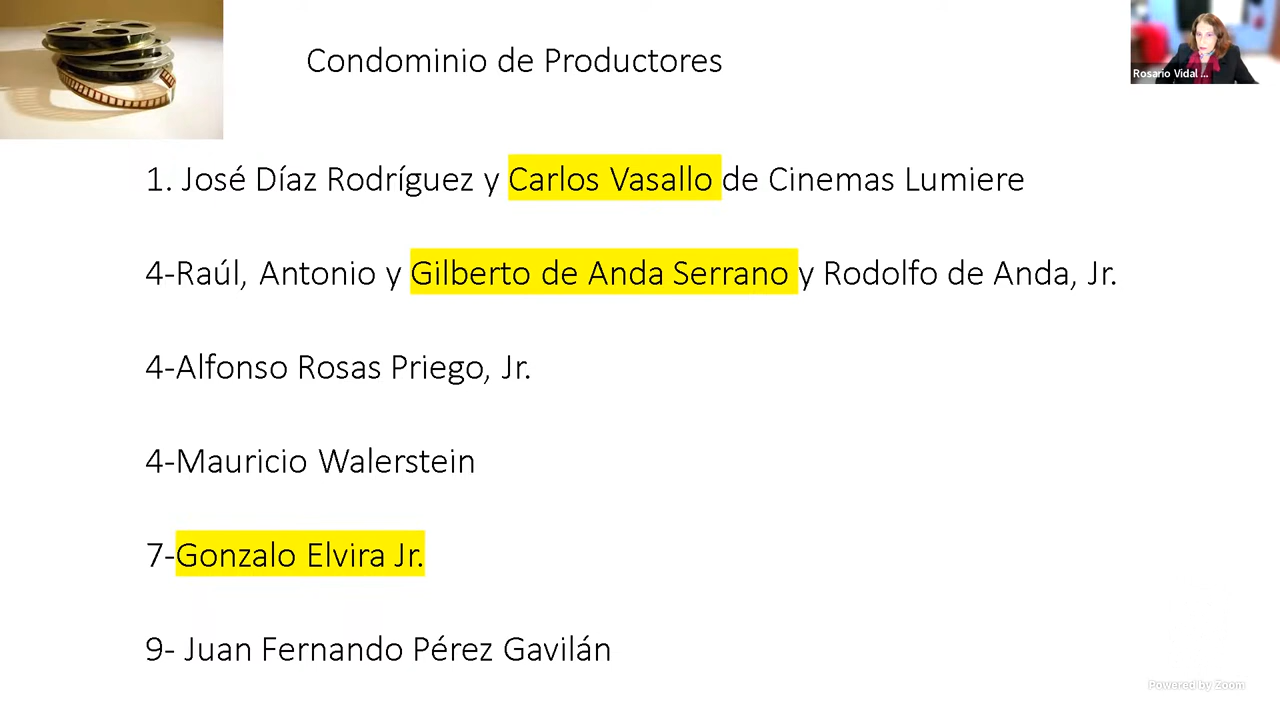 Condominio de Productores
Rosario Vidal ...
1. José Díaz Rodríguez y Carlos Vasallo de Cinemas Lumiere
4-Raúl, Antonio y Gilberto de Anda Serrano y Rodolfo de Anda, Jr.
4-Alfonso Rosas Priego, Jr.
4-Mauricio Walerstein
7-Gonzalo Elvira Jr.
9- Juan Fernando Pérez Gavilán
Powered by Zoom